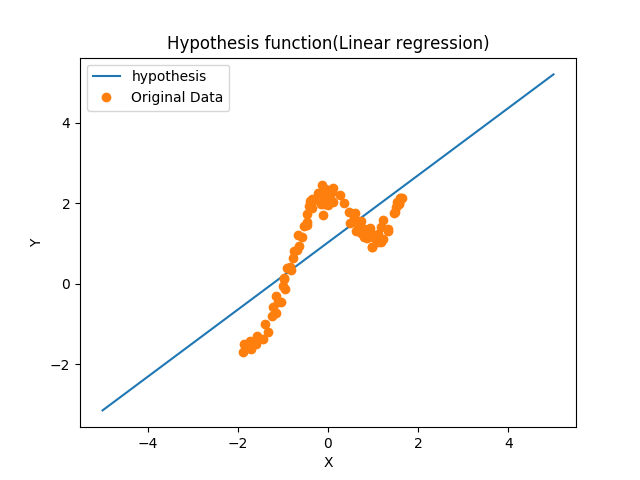 Hypothesis function(Linear regression)
hypothesis
Original Data
4
2
0
−2
Y
−4
−2
0
2
4
X